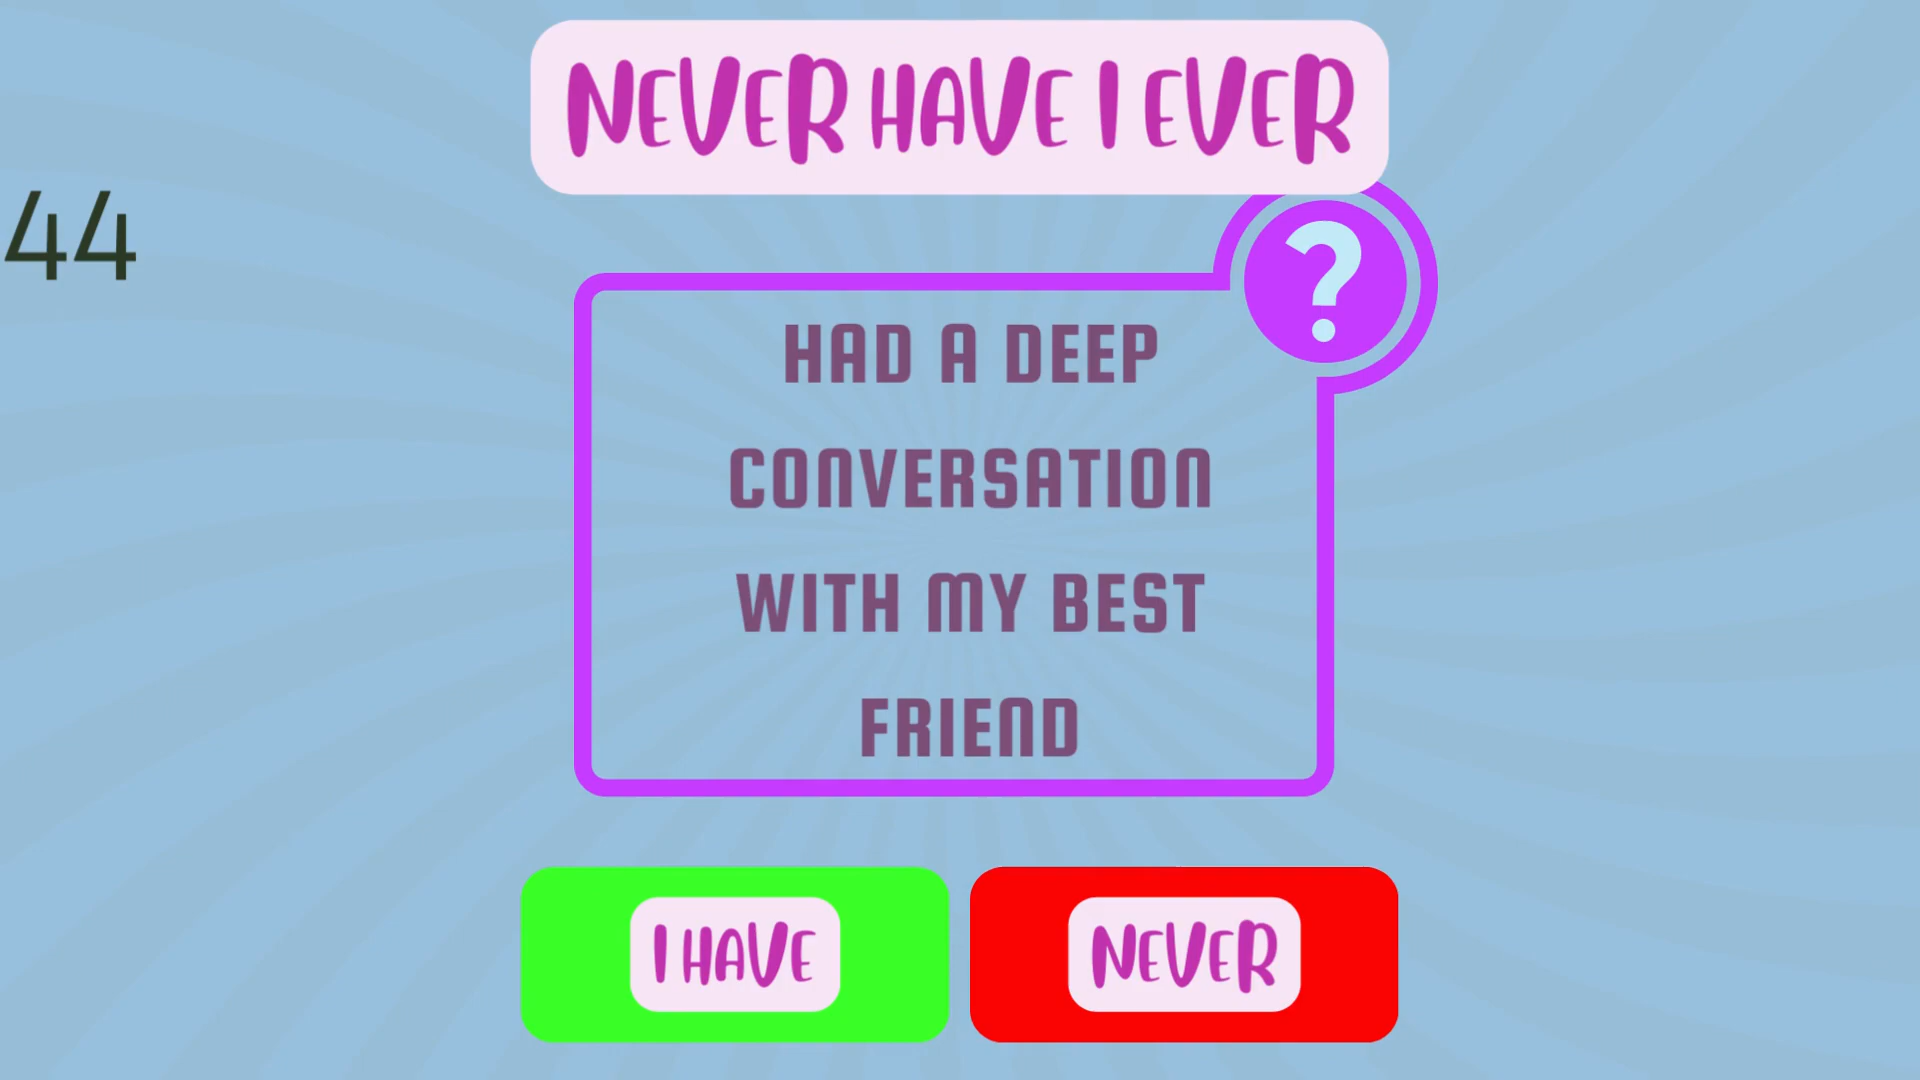 NEVER HAVE I EVER
44
?
HAD A DEEP
CONVERSATION
WITH MY BEST
FRIEND
I HAVE
NEVER